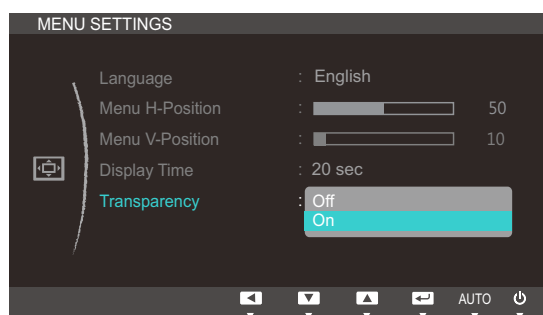 MENU SETTINGS
Language : English
Menu H-Position : 50
Menu V-Position : 10
Display Time : 20 sec
Transparency : Off
On
AUTO